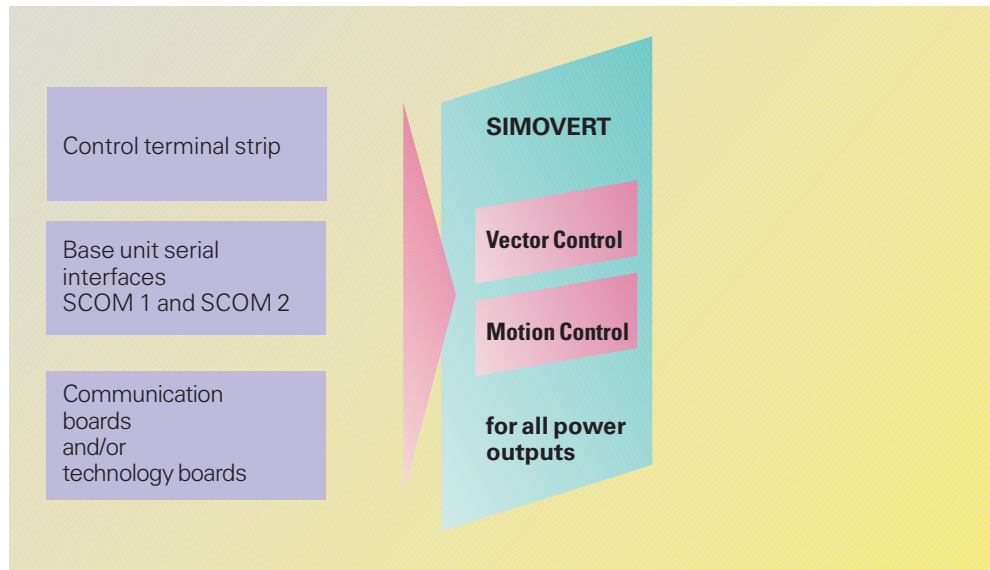 Control terminal strip
Base unit serial
interfaces
SCOM 1 and SCOM 2
Communication
boards
and/or
technology boards
SIMOVERT
Vector Control
Motion Control
for all power
outputs